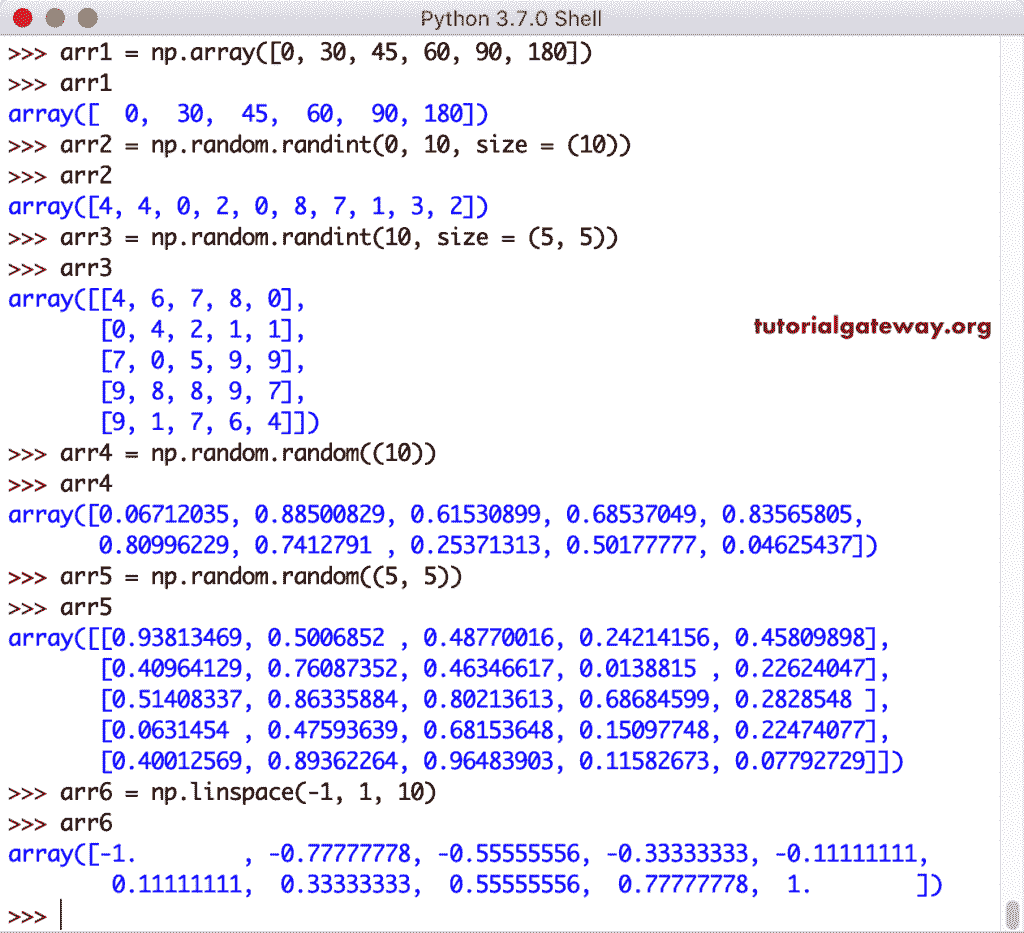 Python 3.7.0 Shell
>>> arr1 = np.array([0, 30, 45, 60, 90, 180])
>>> arr1
array([  0,  30,  45,  60,  90, 180])
>>> arr2 = np.random.randint(0, 10, size = (10))
>>> arr2
array([4, 4, 0, 2, 0, 8, 7, 1, 3, 2])
>>> arr3 = np.random.randint(10, size = (5, 5))
>>> arr3
array([[4, 6, 7, 8, 0],
       [0, 4, 2, 1, 1],
tutorialgateway.org
       [7, 0, 5, 9, 9],
       [9, 8, 8, 9, 7],
       [9, 1, 7, 6, 4]])
>>> arr4 = np.random.random((10))
>>> arr4
array([0.06712035, 0.88500829, 0.61530899, 0.68537049, 0.83565805,
       0.80996229, 0.7412791 , 0.25371313, 0.50177777, 0.04625437])
>>> arr5 = np.random.random((5, 5))
>>> arr5
array([[0.93813469, 0.5006852 , 0.48770016, 0.24214156, 0.45809898],
       [0.40964129, 0.76087352, 0.46346617, 0.0138815 , 0.22624047],
       [0.51408337, 0.86335884, 0.80213613, 0.68684599, 0.2828548 ],
       [0.0631454 , 0.47593639, 0.68153648, 0.15097748, 0.22474077],
       [0.40012569, 0.89362264, 0.96483903, 0.11582673, 0.07792729]])
>>> arr6 = np.linspace(-1, 1, 10)
>>> arr6
array([-1.        , -0.77777778, -0.55555556, -0.33333333, -0.11111111,
        0.11111111,  0.33333333,  0.55555556,  0.77777778,  1.        ])
>>>